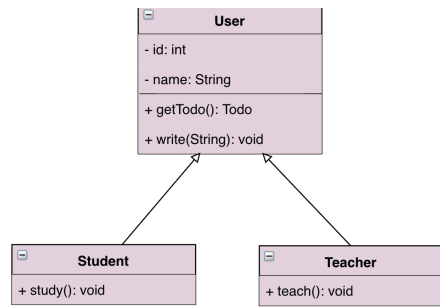 User
- id: int
- name: String
+ getTodo(): Todo
+ write(String): void
Student
+ study(): void
Teacher
+ teach(): void